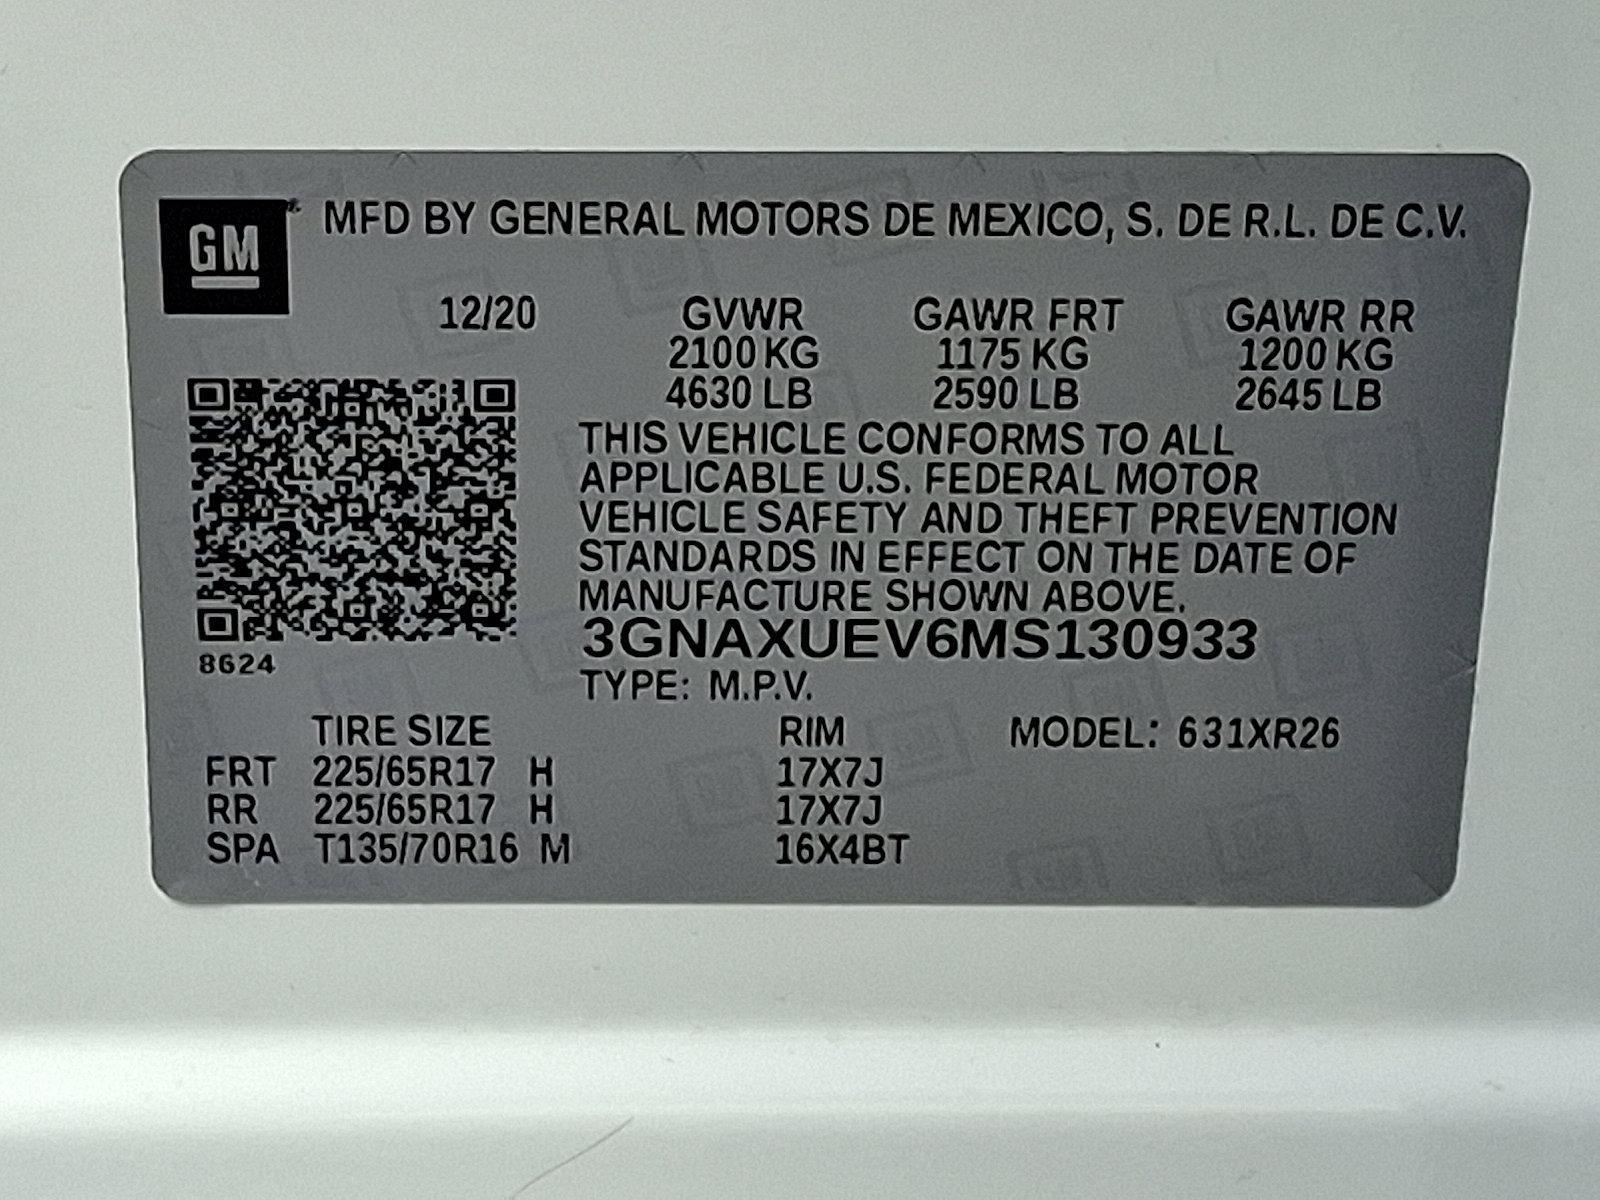 GM MFD BY GENERAL MOTORS DE MEXICO, S. DE R.L. DE C.V.
12/20 GVWR GAWR FRT GAWR RR
2100 KG 1175 KG 1200 KG
4630 LB 2590 LB 2645 LB
THIS VEHICLE CONFORMS TO ALL
APPLICABLE U.S. FEDERAL MOTOR
VEHICLE SAFETY AND THEFT PREVENTION
STANDARDS IN EFFECT ON THE DATE OF
MANUFACTURE SHOWN ABOVE.
3GNAXUEV6MS130933
8624
TYPE: M.P.V.
TIRE SIZE RIM MODEL: 631XR26
FRT 225/65R17 H 17X7J
RR 225/65R17 H 17X7J
SPA T135/70R16 M 16X4BT